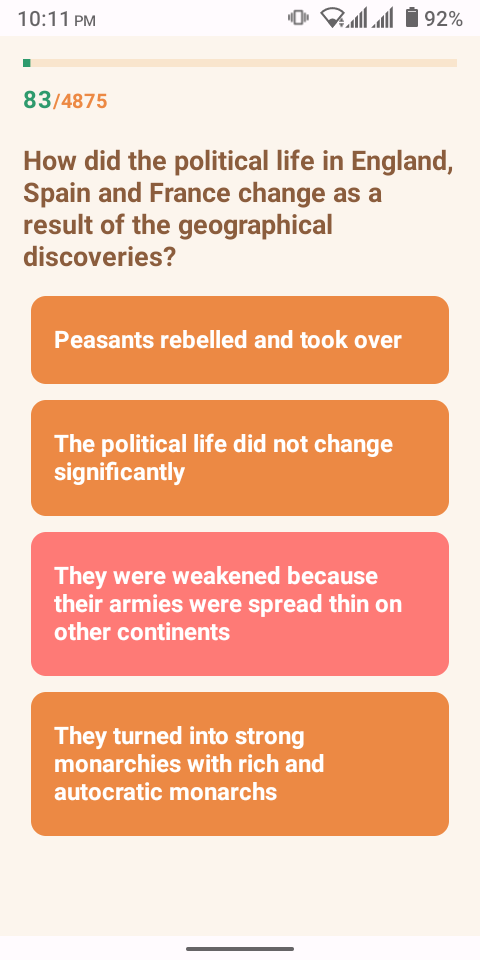 10:11 PM 92%
83/4875
How did the political life in England,
Spain and France change as a
result of the geographical
discoveries?
Peasants rebelled and took over
The political life did not change
significantly
They were weakened because
their armies were spread thin on
other continents
They turned into strong
monarchies with rich and
autocratic monarchs